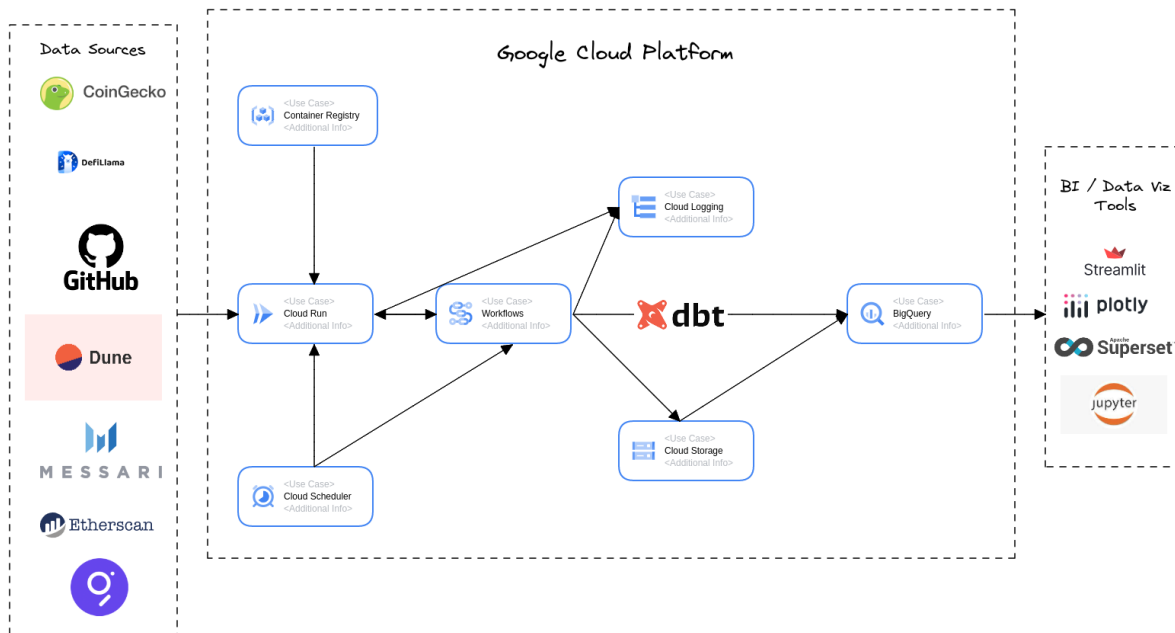 Data Sources
CoinGecko
DefiLlama
GitHub
Dune
MESSARI
Etherscan
Google Cloud Platform
<Use Case>
Container Registry
<Additional Info>
<Use Case>
Cloud Logging
<Additional Info>
<Use Case>
Cloud Run
<Additional Info>
<Use Case>
Workflows
<Additional Info>
dbt
<Use Case>
BigQuery
<Additional Info>
<Use Case>
Cloud Storage
<Additional Info>
<Use Case>
Cloud Scheduler
<Additional Info>
BI / Data Viz
Tools
Streamlit
plotly
Apache
Superset
jupyter